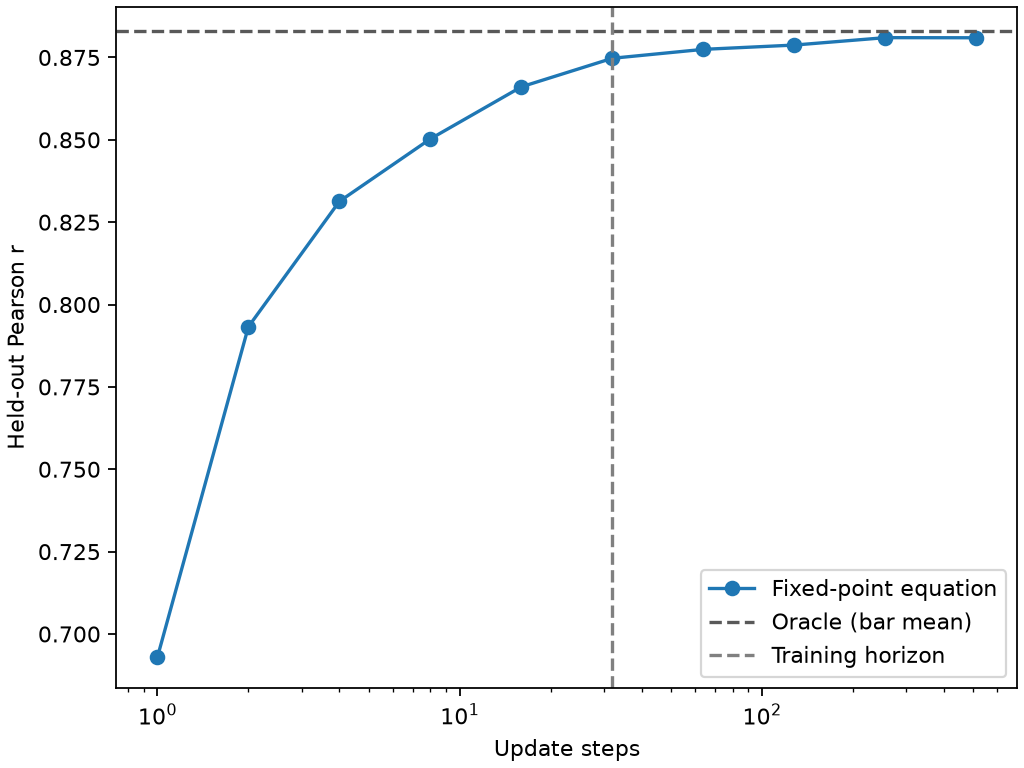 0.875
0.850
0.825
0.800
0.775
0.750
0.725
0.700
Held-out Pearson r
10⁰
10¹
10²
Update steps
Fixed-point equation
Oracle (bar mean)
Training horizon